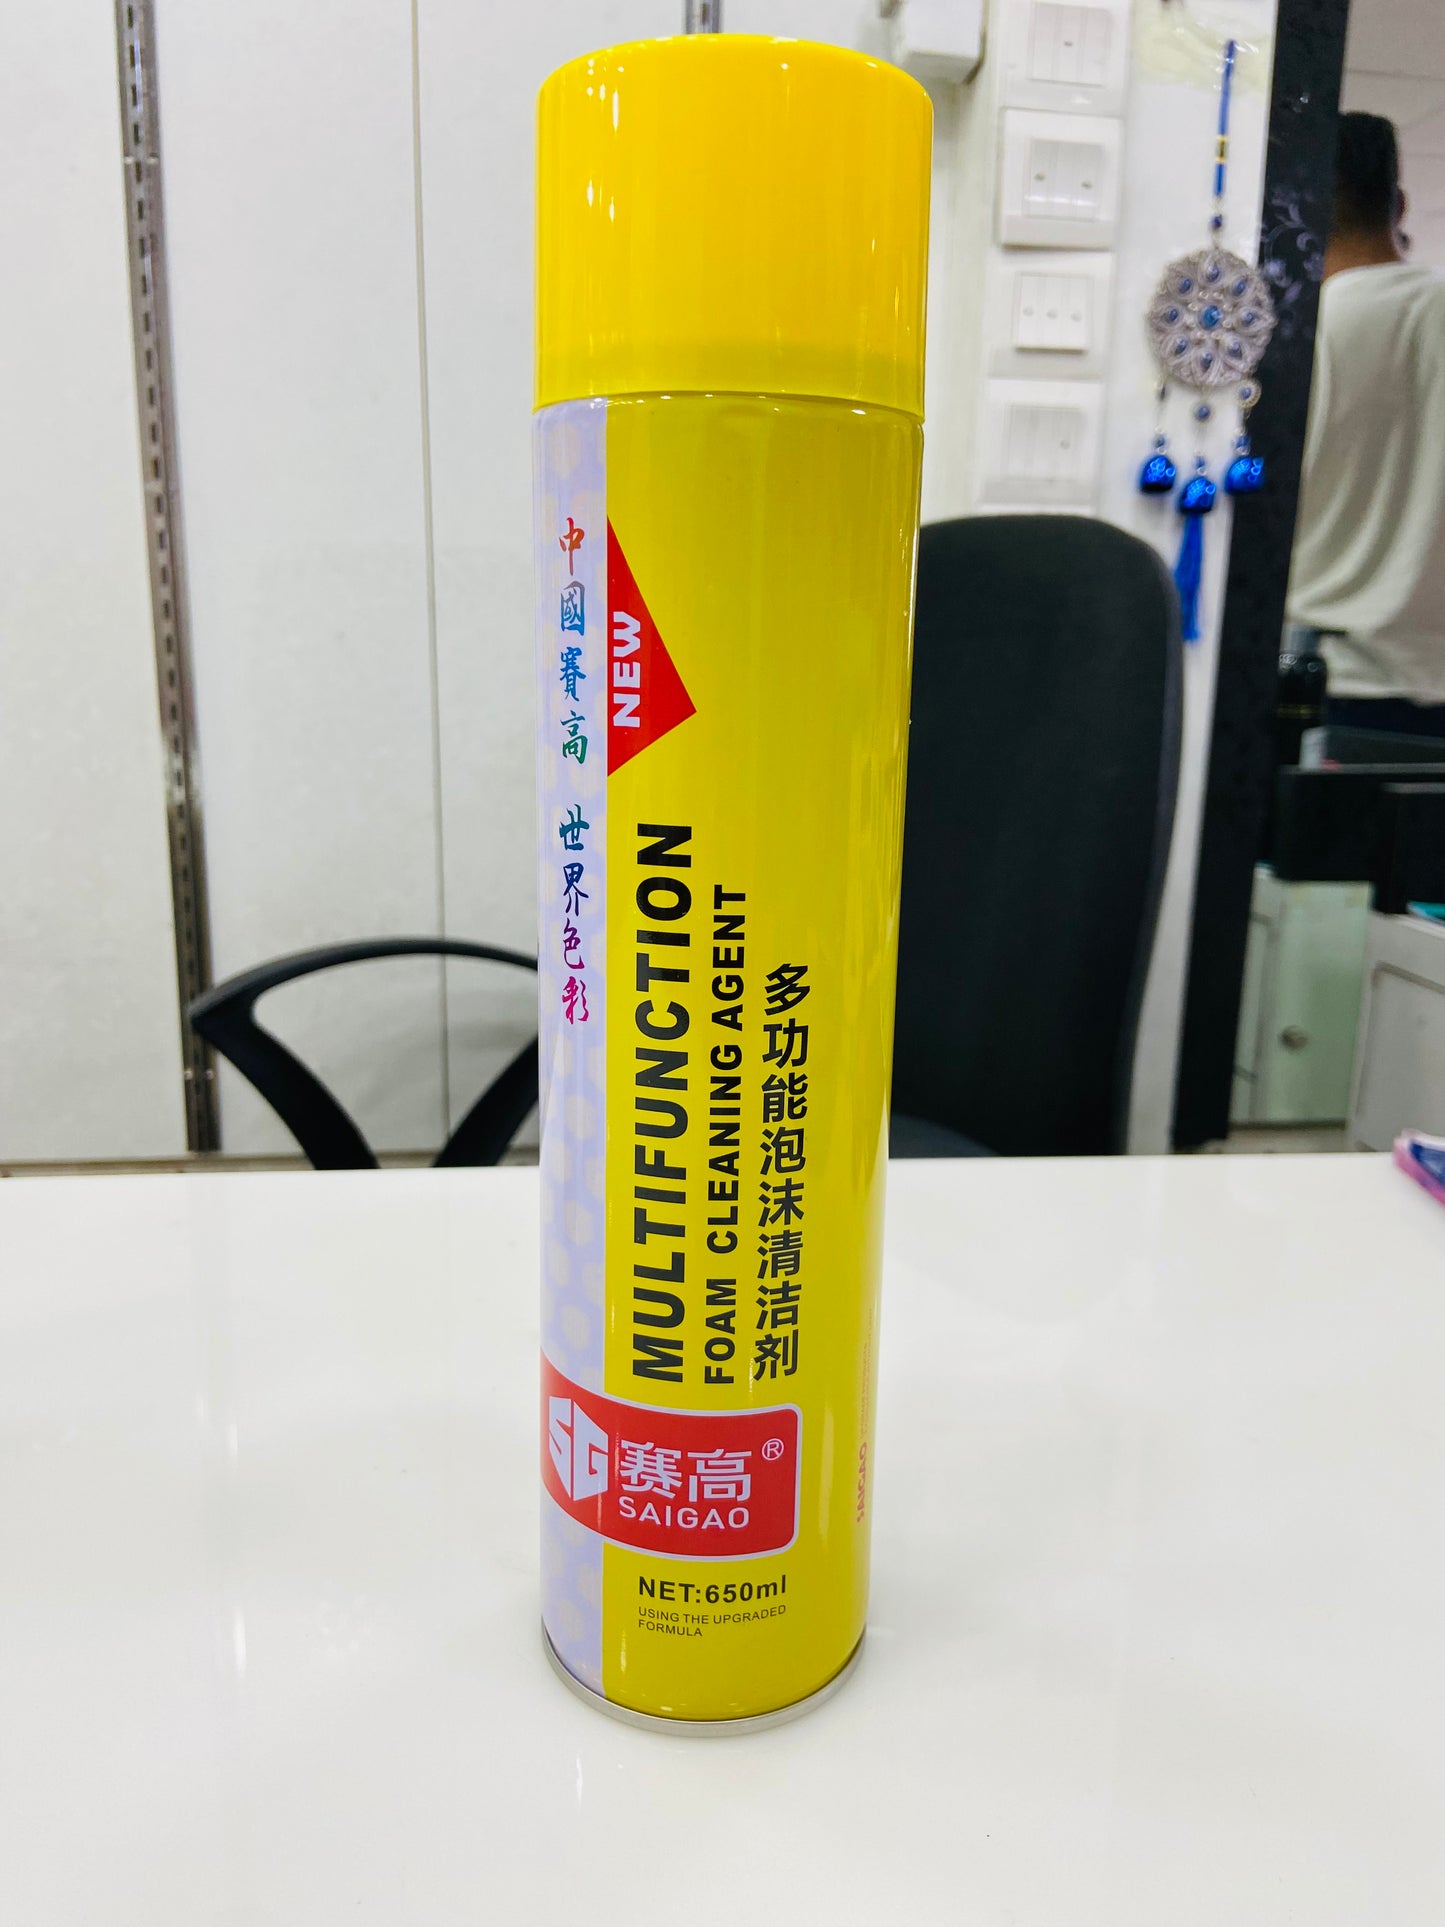 中國賽高 世界色彩
NEW
MULTIFUNCTION
FOAM CLEANING AGENT
多功能泡沫清洁剂
SG 赛高®
SAIGAO
NET:650ml
USING THE UPGRADED
FORMULA
SAIGAO